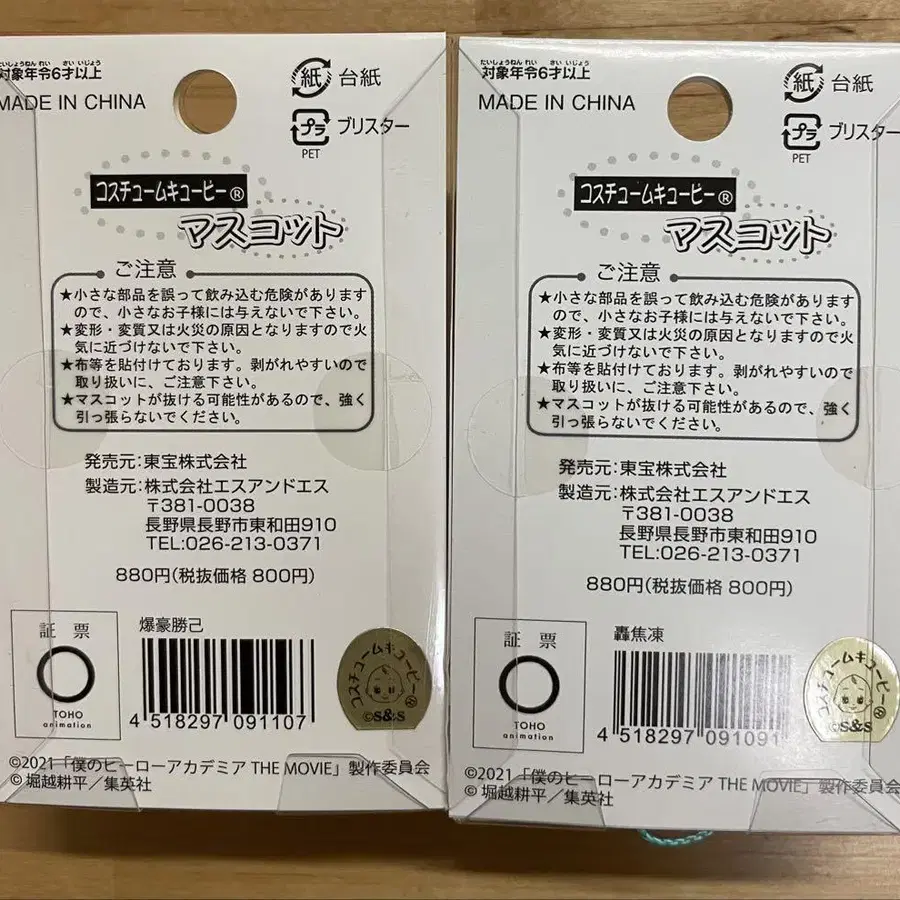 たいしょうねんれい さいいじょう
対象年令6才以上
MADE IN CHINA
紙 台紙
プラ ブリスター
PET
コスチュームキューピー®
マスコット
ご注意
★小さな部品を誤って飲み込む危険があります
ので、小さなお子様には与えないで下さい。
★変形・変質又は火災の原因となりますので火
気に近づけないで下さい。
★布等を貼付けております。剥がれやすいので
取り扱いに、ご注意下さい。
★マスコットが抜ける可能性があるので、強く
引っ張らないでください。
発売元:東宝株式会社
製造元:株式会社エスアンドエス
〒381-0038
長野県長野市東和田910
TEL:026-213-0371
880円(税抜価格 800円)
証 票
TOHO
animation
爆豪勝己
4 518297 091107
コスチュームキューピー®
©S&S
©2021「僕のヒーローアカデミア THE MOVIE」製作委員会
© 堀越耕平/集英社
たいしょうねんれい さいいじょう
対象年令6才以上
MADE IN CHINA
紙 台紙
プラ ブリスター
PET
コスチュームキューピー®
マスコット
ご注意
★小さな部品を誤って飲み込む危険があります
ので、小さなお子様には与えないで下さい。
★変形・変質又は火災の原因となりますので火
気に近づけないで下さい。
★布等を貼付けております。剥がれやすいので
取り扱いに、ご注意下さい。
★マスコットが抜ける可能性があるので、強く
引っ張らないでください。
発売元:東宝株式会社
製造元:株式会社エスアンドエス
〒381-0038
長野県長野市東和田910
TEL:026-213-0371
880円(税抜価格 800円)
証 票
TOHO
animation
轟焦凍
4 518297 091091
コスチュームキューピー®
©S&S
©2021「僕のヒーローアカデミア THE MOVIE」製作委員会
© 堀越耕平/集英社